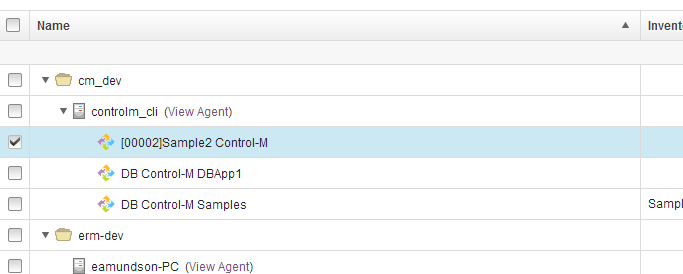 Name Invent
cm_dev
controlm_cli (View Agent)
[00002]Sample2 Control-M
DB Control-M DBApp1
DB Control-M Samples Sampl
erm-dev
eamundson-PC (View Agent)